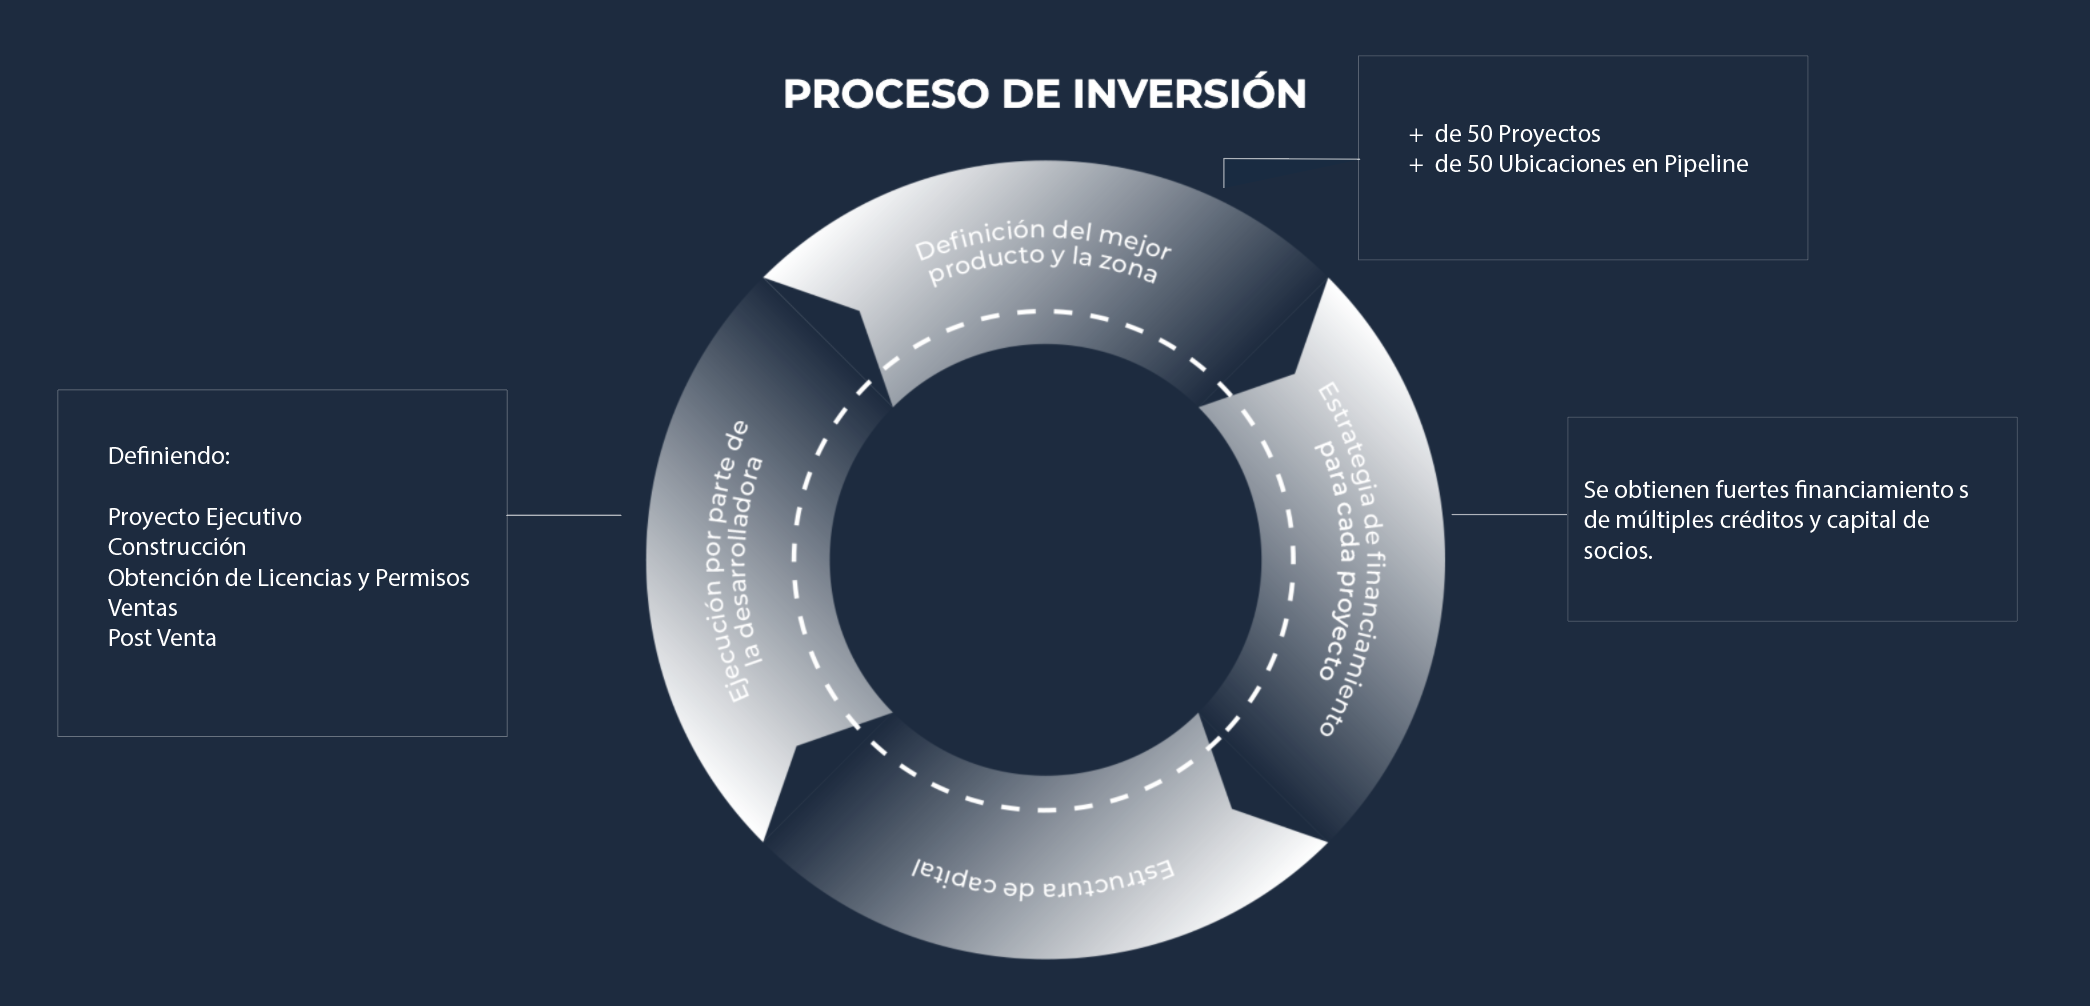 PROCESO DE INVERSIÓN
+ de 50 Proyectos
+ de 50 Ubicaciones en Pipeline
Definición del mejor
producto y la zona
Estrategia de financiamiento
para cada proyecto
Se obtienen fuertes financiamiento s
de múltiples créditos y capital de
socios.
Estructura de capital
Ejecución por parte de
la desarrolladora
Definiendo:
Proyecto Ejecutivo
Construcción
Obtención de Licencias y Permisos
Ventas
Post Venta